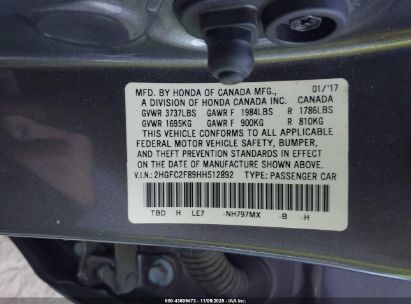 MFD. BY HONDA OF CANADA MFG., 01/'17
A DIVISION OF HONDA CANADA INC. CANADA
GVWR 3737LBS GAWR F 1984LBS R 1786LBS
GVWR 1695KG GAWR F 900KG R 810KG
THIS VEHICLE CONFORMS TO ALL APPLICABLE
FEDERAL MOTOR VEHICLE SAFETY, BUMPER,
AND THEFT PREVENTION STANDARDS IN EFFECT
ON THE DATE OF MANUFACTURE SHOWN ABOVE.
V.I.N.: 2HGFC2F89HH512892 TYPE: PASSENGER CAR
TBD H LE7 -NH797MX -B -H